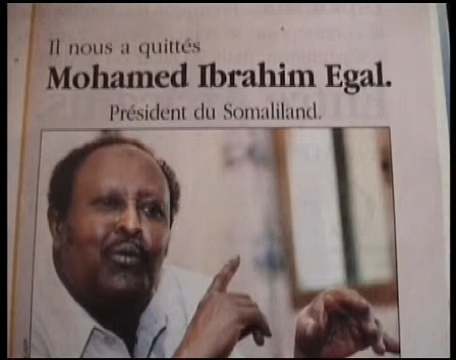 Il nous a quittés
Mohamed Ibrahim Egal.
Président du Somaliland.